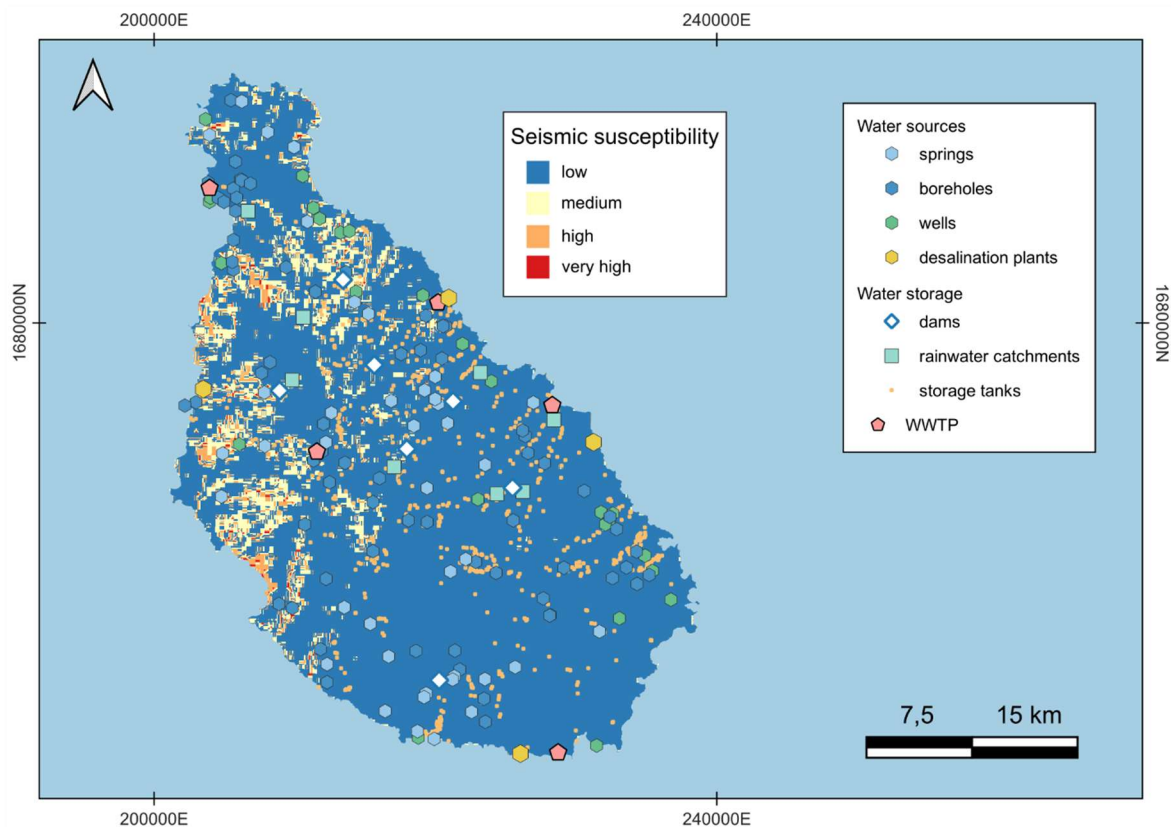 200000E
240000E
Seismic susceptibility
low
medium
high
very high
Water sources
springs
boreholes
wells
desalination plants
Water storage
dams
rainwater catchments
storage tanks
WWTP
1680000N
1680000N
7,5
15 km
200000E
240000E